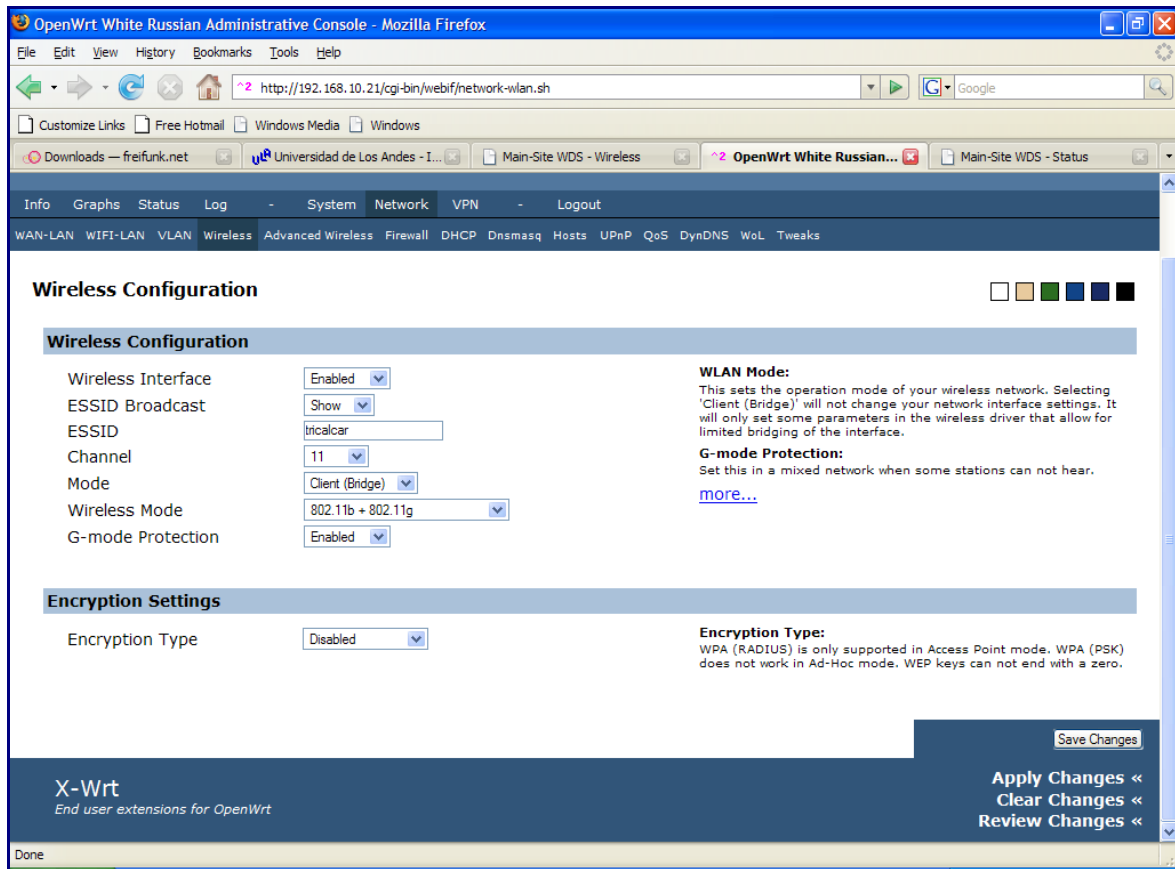 OpenWrt White Russian Administrative Console - Mozilla Firefox
File Edit View History Bookmarks Tools Help
^2 http://192.168.10.21/cgi-bin/webif/network-wlan.sh
G Google
Customize Links Free Hotmail Windows Media Windows
Downloads — freifunk.net ULA Universidad de Los Andes - I... Main-Site WDS - Wireless ^2 OpenWrt White Russian... Main-Site WDS - Status
Info Graphs Status Log - System Network VPN - Logout
WAN-LAN WIFI-LAN VLAN Wireless Advanced Wireless Firewall DHCP Dnsmasq Hosts UPnP QoS DynDNS WoL Tweaks
Wireless Configuration
Wireless Configuration
Wireless Interface Enabled
ESSID Broadcast Show
ESSID tricalcar
Channel 11
Mode Client (Bridge)
Wireless Mode 802.11b + 802.11g
G-mode Protection Enabled
WLAN Mode:
This sets the operation mode of your wireless network. Selecting
'Client (Bridge)' will not change your network interface settings. It
will only set some parameters in the wireless driver that allow for
limited bridging of the interface.
G-mode Protection:
Set this in a mixed network when some stations can not hear.
more...
Encryption Settings
Encryption Type Disabled
Encryption Type:
WPA (RADIUS) is only supported in Access Point mode. WPA (PSK)
does not work in Ad-Hoc mode. WEP keys can not end with a zero.
Save Changes
X-Wrt
End user extensions for OpenWrt
Apply Changes «
Clear Changes «
Review Changes «
Done